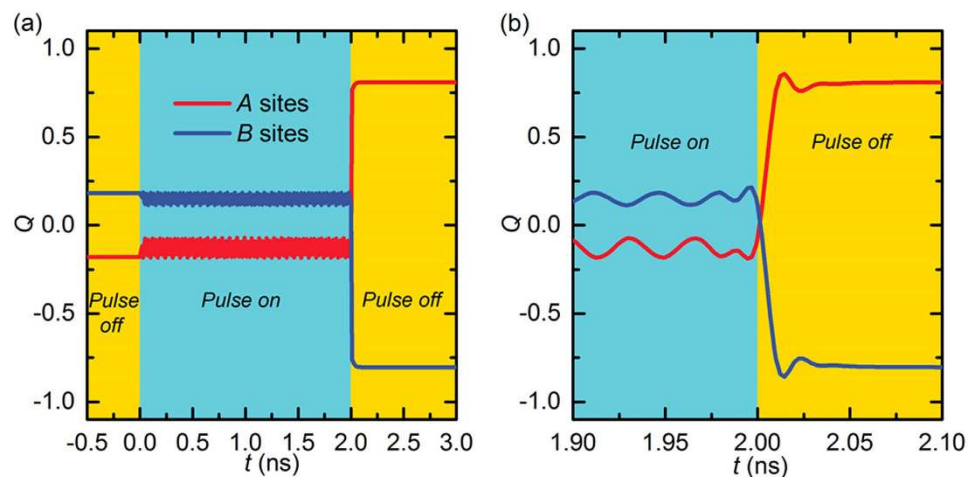 (a)
1.0
0.5
0.0
-0.5
-1.0
Q
A sites
B sites
Pulse off
Pulse on
Pulse off
-0.5 0.0 0.5 1.0 1.5 2.0 2.5 3.0
t (ns)
(b)
1.0
0.5
0.0
-0.5
-1.0
Q
Pulse on
Pulse off
1.90 1.95 2.00 2.05 2.10
t (ns)